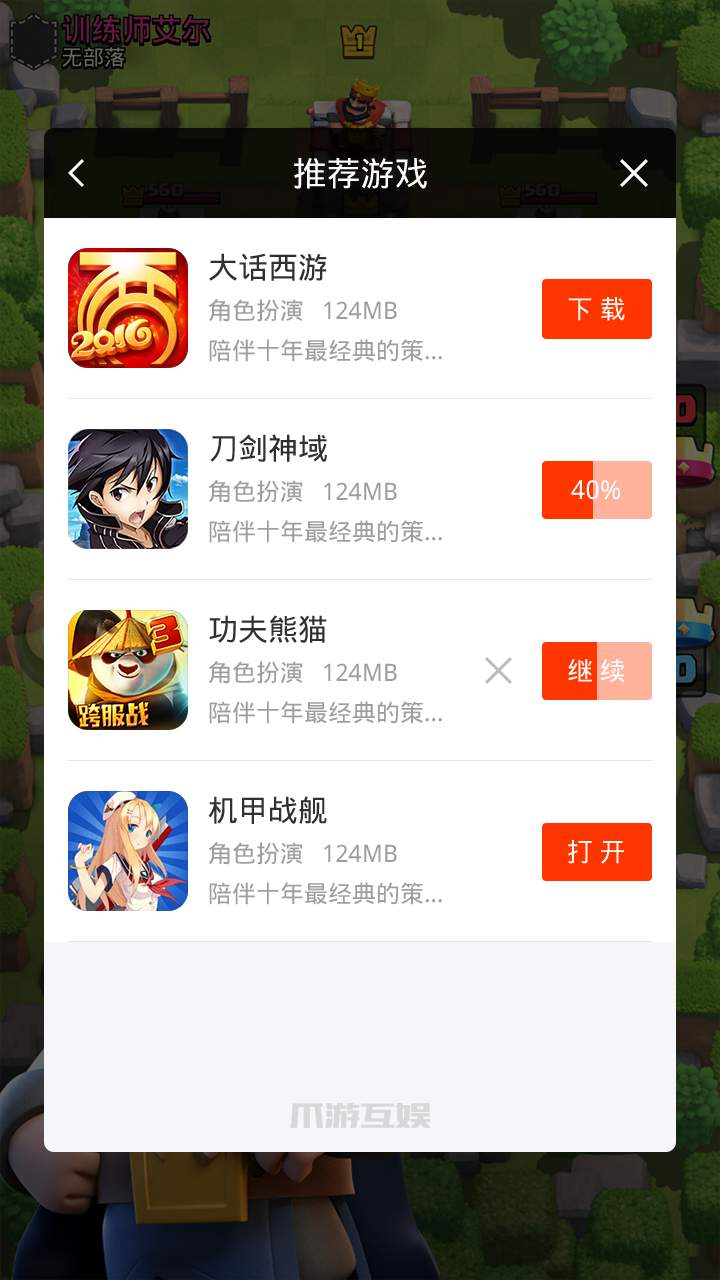 训练师艾尔
无部落
1
560
560
推荐游戏
2016
大话西游
角色扮演 124MB
陪伴十年最经典的策...
下载
刀剑神域
角色扮演 124MB
陪伴十年最经典的策...
40%
3
跨服战
功夫熊猫
角色扮演 124MB
陪伴十年最经典的策...
继续
机甲战舰
角色扮演 124MB
陪伴十年最经典的策...
打开
0
0
爪游互娱